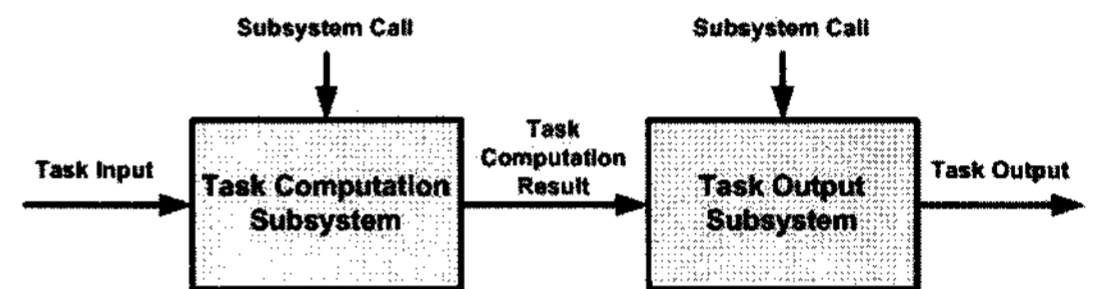 Subsystem Call
Subsystem Call
Task Input
Task Computation
Subsystem
Task
Computation
Result
Task Output
Subsystem
Task Output